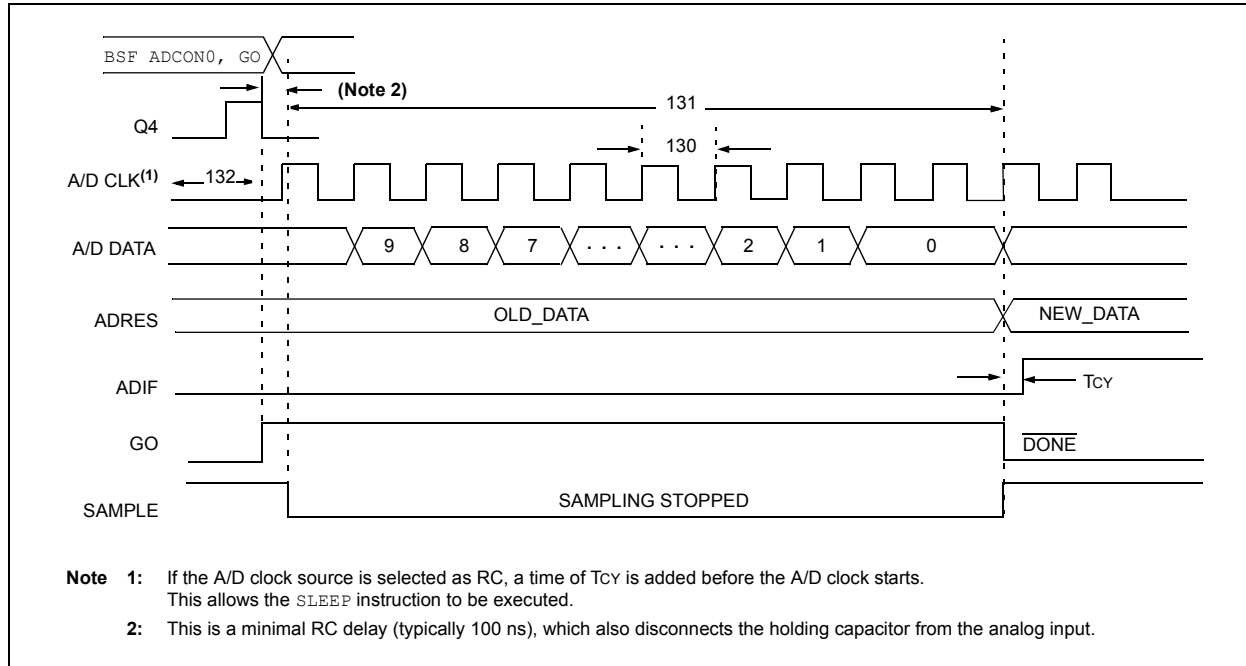 BSF ADCON0, GO
(Note 2)
131
Q4
130
A/D CLK(1)
132
A/D DATA
9 8 7 . . . . . . 2 1 0
ADRES
OLD_DATA
NEW_DATA
ADIF
TCY
GO
DONE
SAMPLE
SAMPLING STOPPED
Note 1: If the A/D clock source is selected as RC, a time of TCY is added before the A/D clock starts.
This allows the SLEEP instruction to be executed.
2: This is a minimal RC delay (typically 100 ns), which also disconnects the holding capacitor from the analog input.